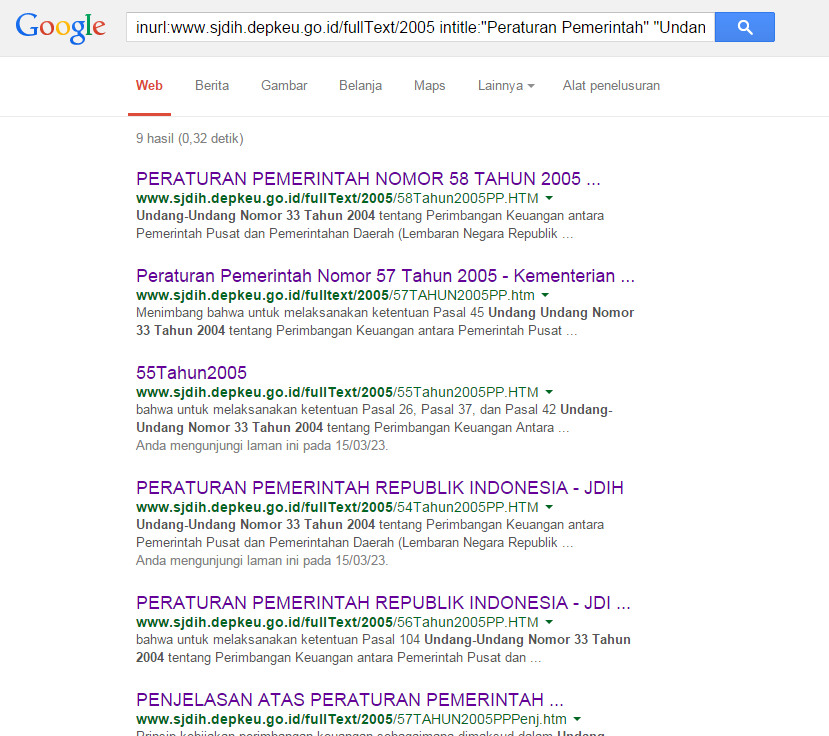 Google
inurl:www.sjdih.depkeu.go.id/fullText/2005 intitle:"Peraturan Pemerintah" "Undan
Web Berita Gambar Belanja Maps Lainnya Alat penelusuran
9 hasil (0,32 detik)
PERATURAN PEMERINTAH NOMOR 58 TAHUN 2005 ...
www.sjdih.depkeu.go.id/fullText/2005/58Tahun2005PP.HTM
Undang-Undang Nomor 33 Tahun 2004 tentang Perimbangan Keuangan antara
Pemerintah Pusat dan Pemerintahan Daerah (Lembaran Negara Republik ...
Peraturan Pemerintah Nomor 57 Tahun 2005 - Kementerian ...
www.sjdih.depkeu.go.id/fulltext/2005/57TAHUN2005PP.htm
Menimbang bahwa untuk melaksanakan ketentuan Pasal 45 Undang Undang Nomor
33 Tahun 2004 tentang Perimbangan Keuangan antara Pemerintah Pusat ...
55Tahun2005
www.sjdih.depkeu.go.id/fullText/2005/55Tahun2005PP.HTM
bahwa untuk melaksanakan ketentuan Pasal 26, Pasal 37, dan Pasal 42 Undang-
Undang Nomor 33 Tahun 2004 tentang Perimbangan Keuangan Antara ...
Anda mengunjungi laman ini pada 15/03/23.
PERATURAN PEMERINTAH REPUBLIK INDONESIA - JDIH
www.sjdih.depkeu.go.id/fullText/2005/54Tahun2005PP.HTM
Undang-Undang Nomor 33 Tahun 2004 tentang Perimbangan Keuangan antara
Pemerintah Pusat dan Pemerintahan Daerah (Lembaran Negara Republik ...
Anda mengunjungi laman ini pada 15/03/23.
PERATURAN PEMERINTAH REPUBLIK INDONESIA - JDI ...
www.sjdih.depkeu.go.id/fullText/2005/56Tahun2005PP.HTM
bahwa untuk melaksanakan ketentuan Pasal 104 Undang-Undang Nomor 33 Tahun
2004 tentang Perimbangan Keuangan antara Pemerintah Pusat dan ...
PENJELASAN ATAS PERATURAN PEMERINTAH ...
www.sjdih.depkeu.go.id/fullText/2005/57TAHUN2005PPPenj.htm
Prinsip kebijakan perimbangan keuangan sebagaimana dimaksud dalam Undang-